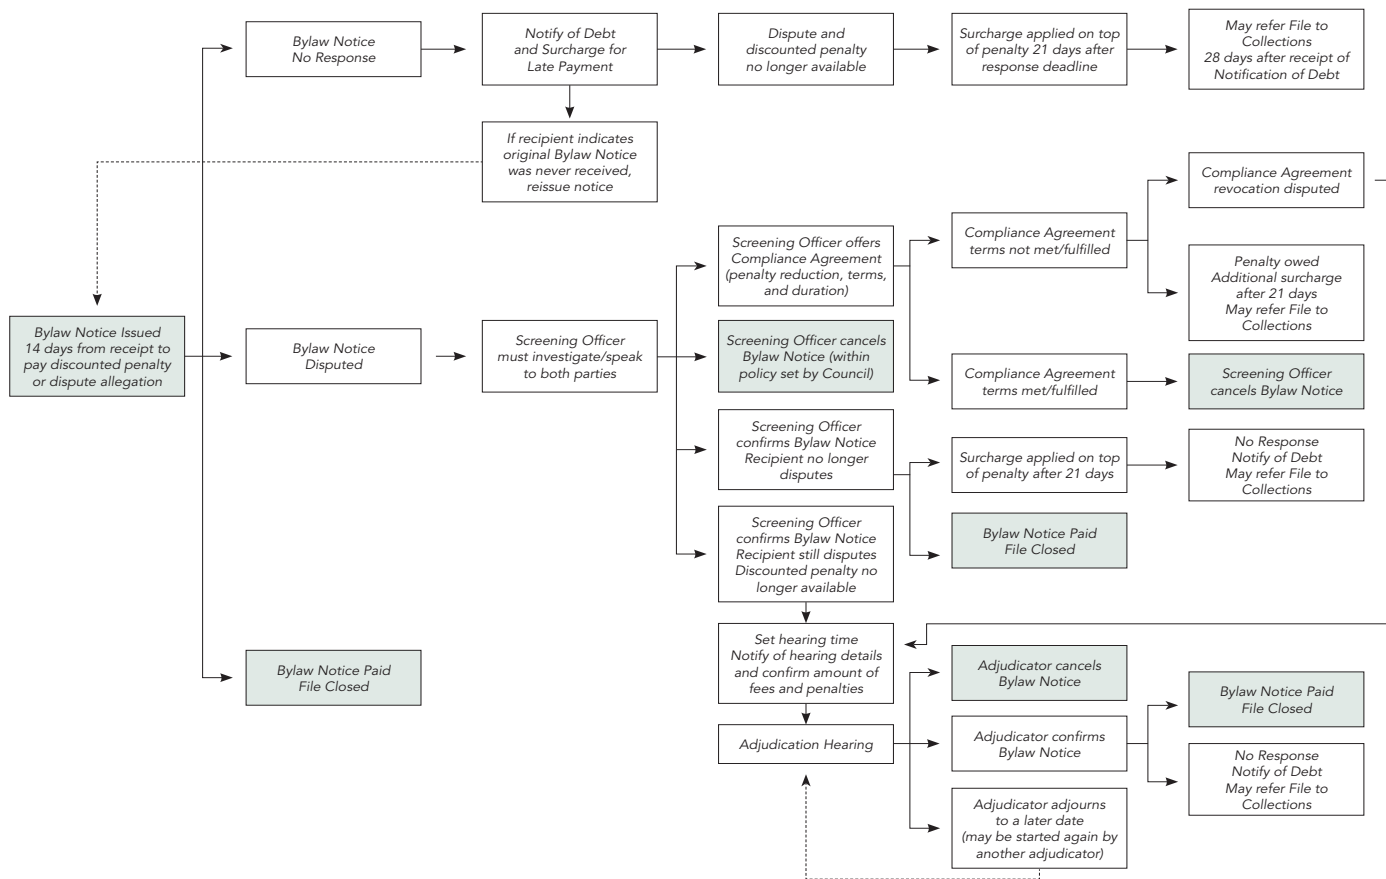 Bylaw Notice
No Response
Notify of Debt
and Surcharge for
Late Payment
Dispute and
discounted penalty
no longer available
Surcharge applied on top
of penalty 21 days after
response deadline
May refer File to
Collections
28 days after receipt of
Notification of Debt
If recipient indicates
original Bylaw Notice
was never received,
reissue notice
Compliance Agreement
revocation disputed
Screening Officer offers
Compliance Agreement
(penalty reduction, terms,
and duration)
Compliance Agreement
terms not met/fulfilled
Penalty owed
Additional surcharge
after 21 days
May refer File to
Collections
Bylaw Notice Issued
14 days from receipt to
pay discounted penalty
or dispute allegation
Bylaw Notice
Disputed
Screening Officer
must investigate/speak
to both parties
Screening Officer cancels
Bylaw Notice (within
policy set by Council)
Compliance Agreement
terms met/fulfilled
Screening Officer
cancels Bylaw Notice
Screening Officer
confirms Bylaw Notice
Recipient no longer
disputes
Surcharge applied on top
of penalty after 21 days
No Response
Notify of Debt
May refer File to
Collections
Screening Officer
confirms Bylaw Notice
Recipient still disputes
Discounted penalty no
longer available
Bylaw Notice Paid
File Closed
Set hearing time
Notify of hearing details
and confirm amount of
fees and penalties
Bylaw Notice Paid
File Closed
Adjudicator cancels
Bylaw Notice
Bylaw Notice Paid
File Closed
Adjudication Hearing
Adjudicator confirms
Bylaw Notice
No Response
Notify of Debt
May refer File to
Collections
Adjudicator adjourns
to a later date
(may be started again by
another adjudicator)